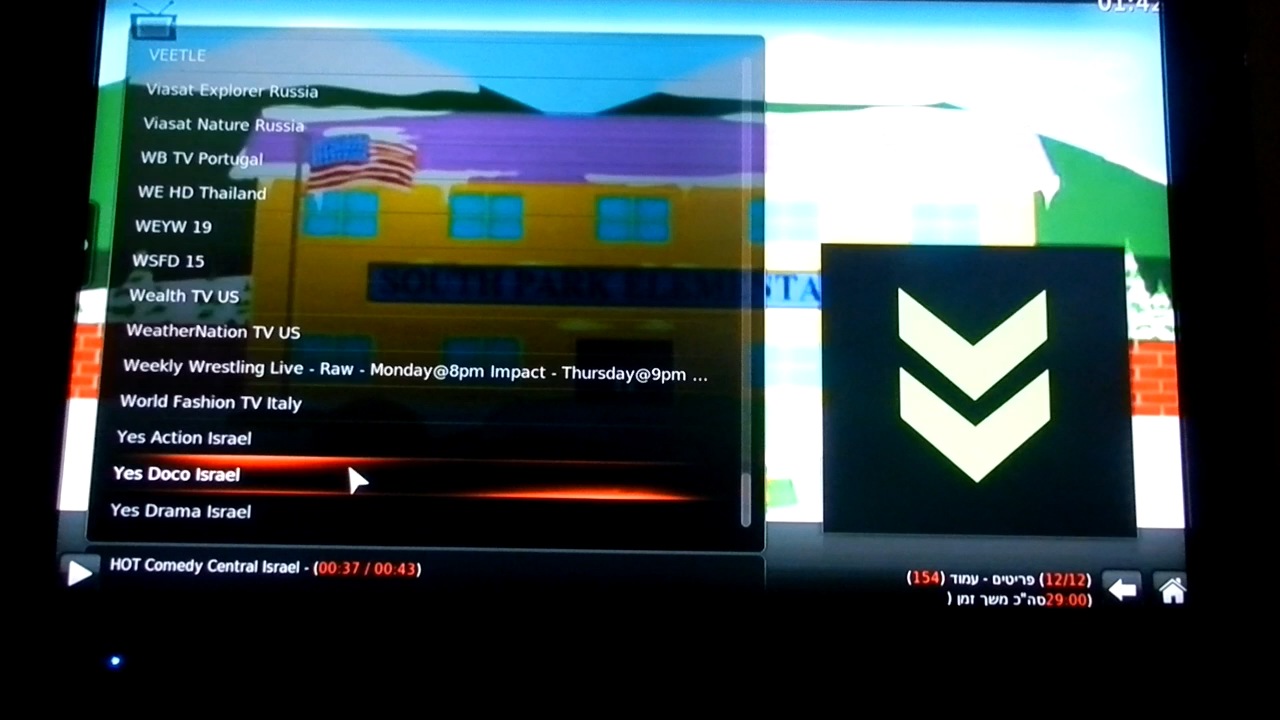 01:42
VEETLE
Viasat Explorer Russia
Viasat Nature Russia
WB TV Portugal
WE HD Thailand
WEYW 19
WSFD 15
Wealth TV US
WeatherNation TV US
Weekly Wrestling Live - Raw - Monday@8pm Impact - Thursday@9pm ...
World Fashion TV Italy
Yes Action Israel
Yes Doco Israel
Yes Drama Israel
SOUTH PARK ELEMENTA
HOT Comedy Central Israel - (00:37 / 00:43)
(12/12) פריטים - עמוד (154)
(29:00סה"כ משך זמן (